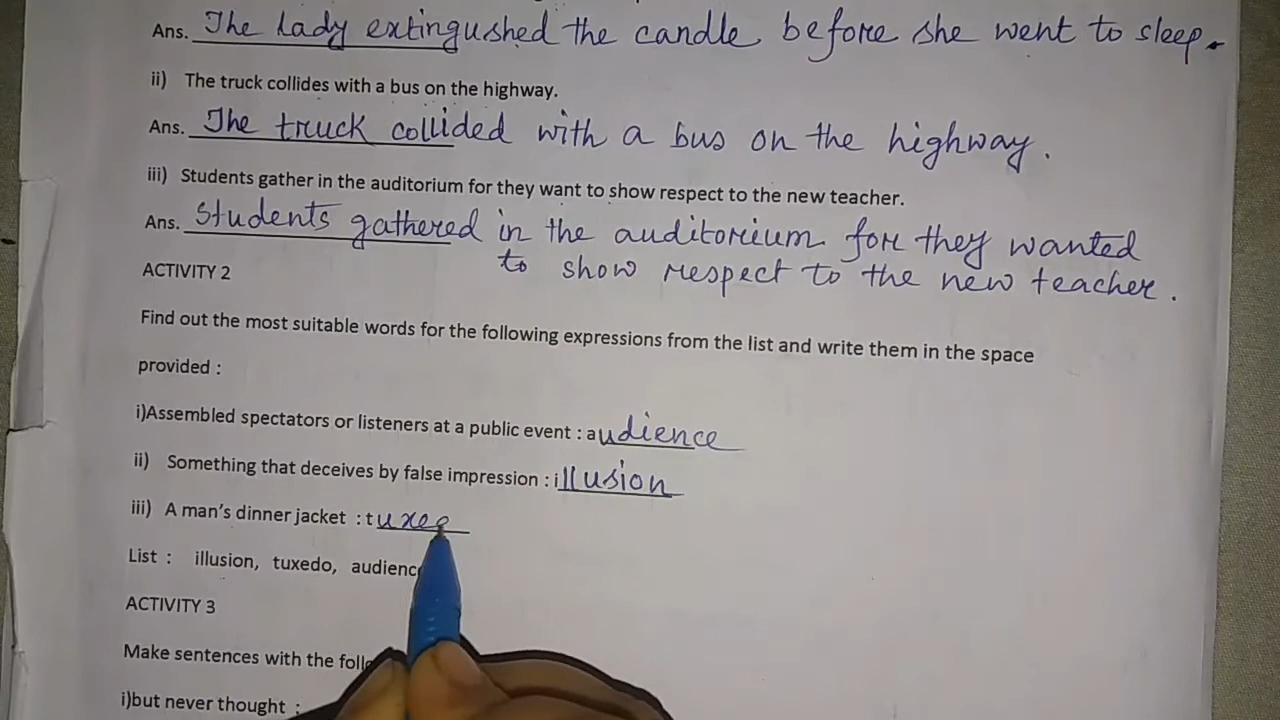 Ans. The lady extingushed the candle before she went to sleep.
ii) The truck collides with a bus on the highway.
Ans. The truck collided with a bus on the highway.
iii) Students gather in the auditorium for they want to show respect to the new teacher.
Ans. Students gathered in the auditorium for they wanted
to show respect to the new teacher.
ACTIVITY 2
Find out the most suitable words for the following expressions from the list and write them in the space
provided :
i)Assembled spectators or listeners at a public event : audience
ii) Something that deceives by false impression : illusion
iii) A man's dinner jacket : tuxe
List : illusion, tuxedo, audienc
ACTIVITY 3
Make sentences with the foll
i)but never thought :